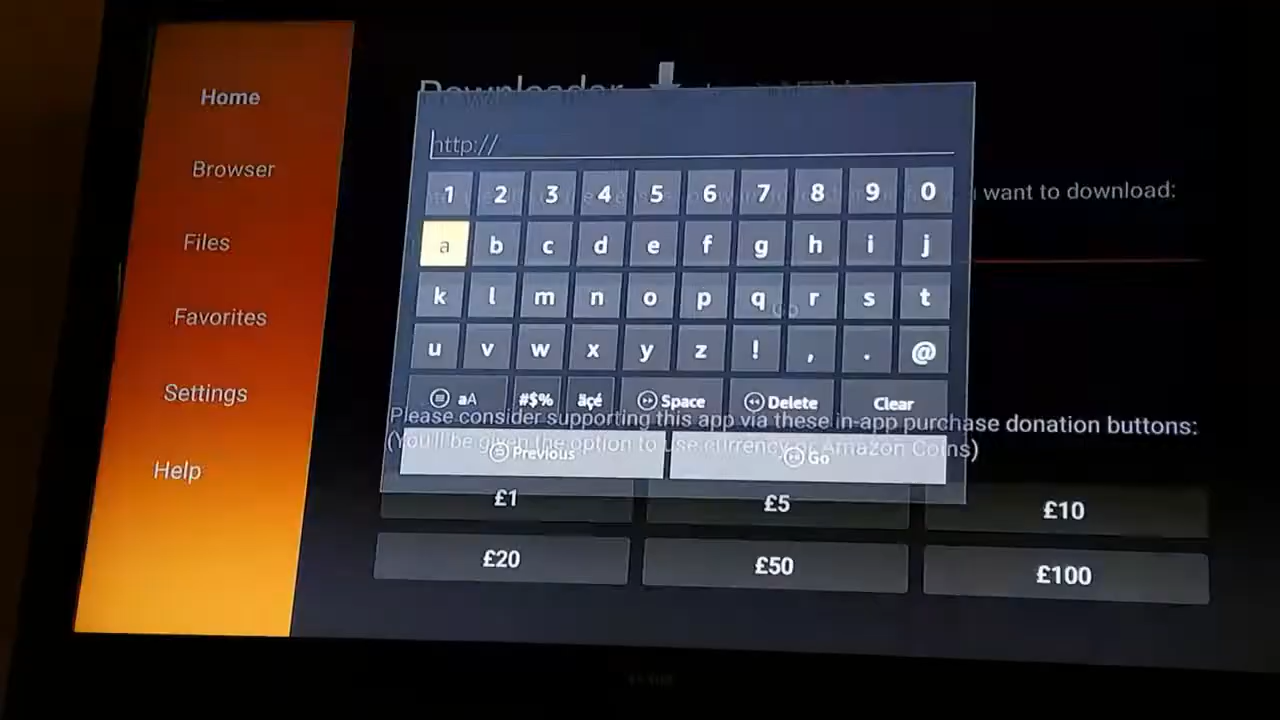 Home
Browser
Files
Favorites
Settings
Help
Downloader
http://
1 2 3 4 5 6 7 8 9 0
want to download:
a b c d e f g h i j
k l m n o p q r s t
Go
u v w x y z ! , . @
aA #$% äçé Space Delete Clear
Please consider supporting this app via these in-app purchase donation buttons:
(You'll be given the option to use currency or Amazon Coins)
Previous Go
£1 £5 £10
£20 £50 £100